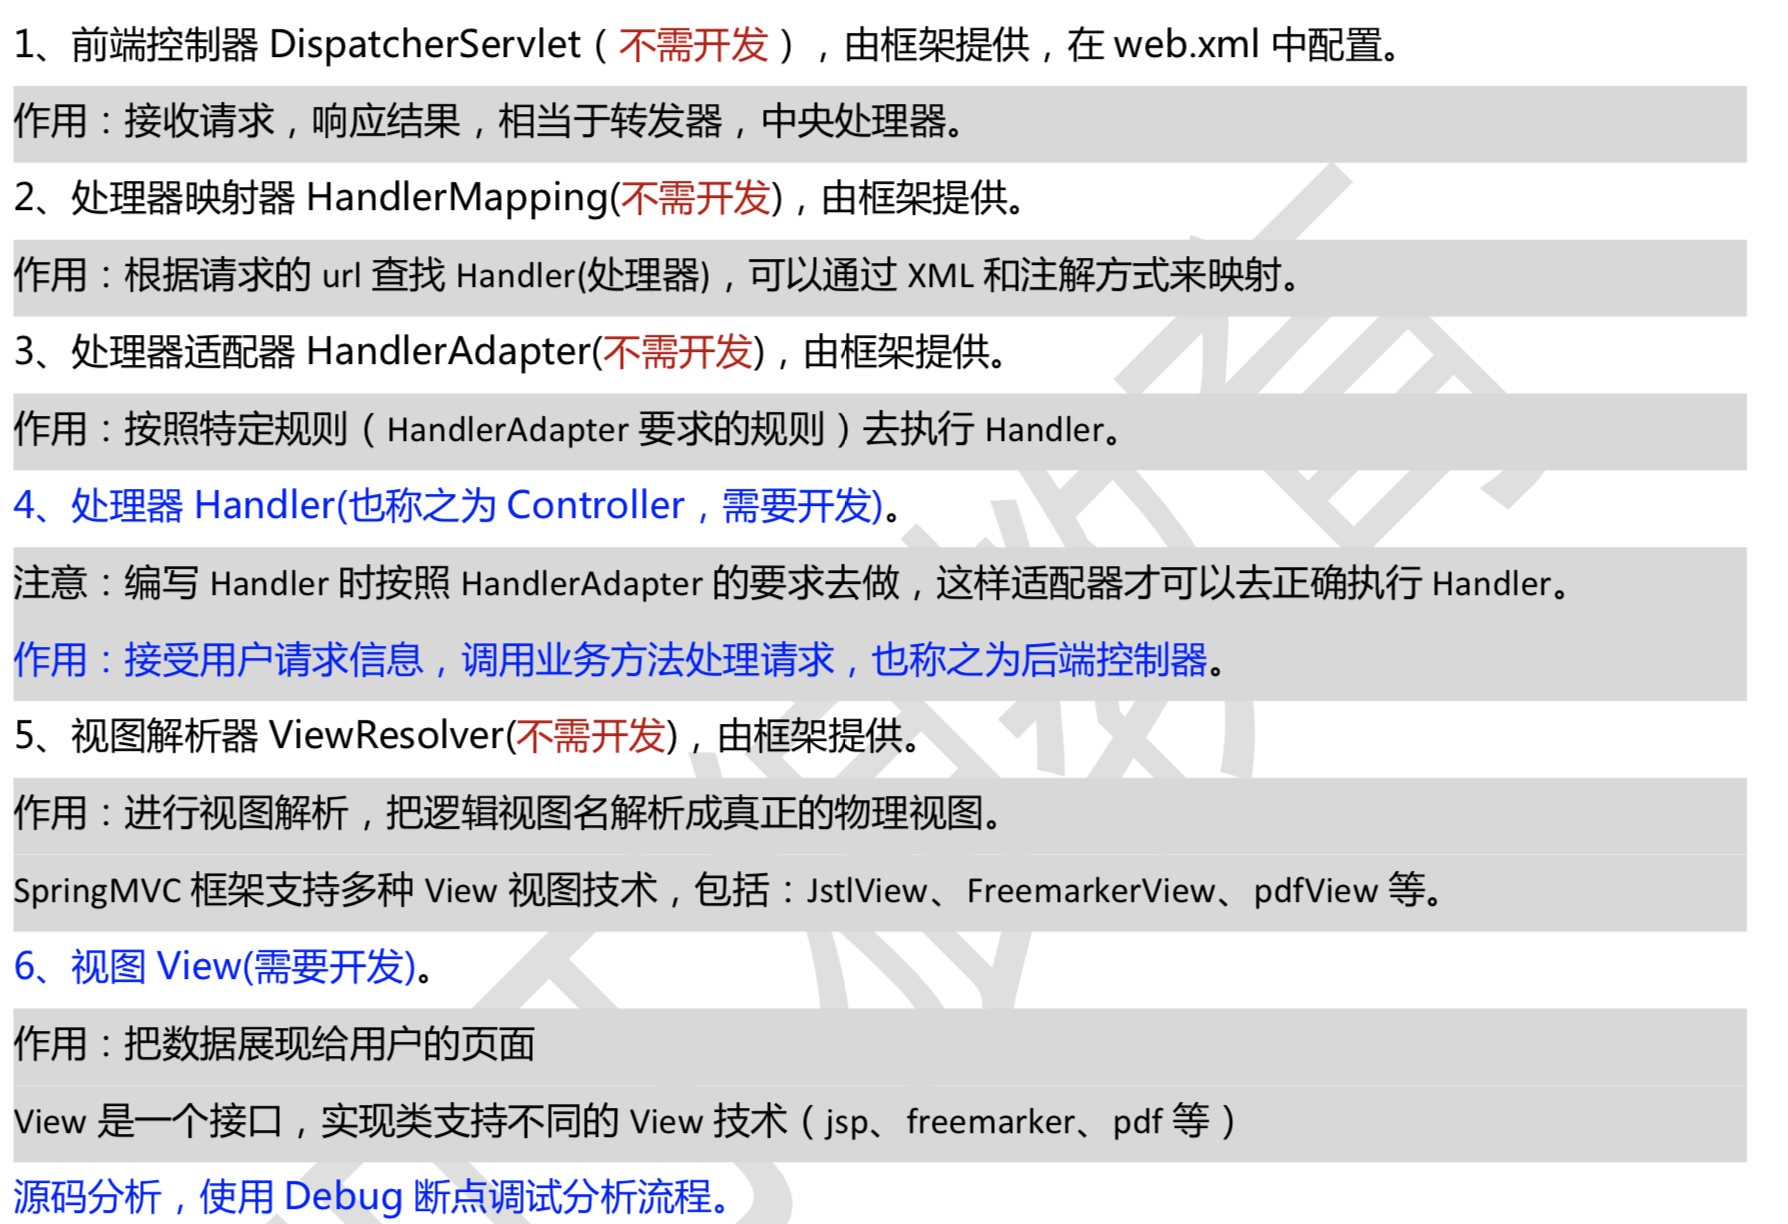 1、前端控制器 DispatcherServlet（不需开发），由框架提供，在 web.xml 中配置。
作用：接收请求，响应结果，相当于转发器，中央处理器。
2、处理器映射器 HandlerMapping(不需开发)，由框架提供。
作用：根据请求的 url 查找 Handler(处理器)，可以通过 XML 和注解方式来映射。
3、处理器适配器 HandlerAdapter(不需开发)，由框架提供。
作用：按照特定规则（HandlerAdapter 要求的规则）去执行 Handler。
4、处理器 Handler(也称之为 Controller，需要开发)。
注意：编写 Handler 时按照 HandlerAdapter 的要求去做，这样适配器才可以去正确执行 Handler。
作用：接受用户请求信息，调用业务方法处理请求，也称之为后端控制器。
5、视图解析器 ViewResolver(不需开发)，由框架提供。
作用：进行视图解析，把逻辑视图名解析成真正的物理视图。
SpringMVC 框架支持多种 View 视图技术，包括：JstlView、FreemarkerView、pdfView 等。
6、视图 View(需要开发)。
作用：把数据展现给用户的页面
View 是一个接口，实现类支持不同的 View 技术（jsp、freemarker、pdf 等）
源码分析，使用 Debug 断点调试分析流程。